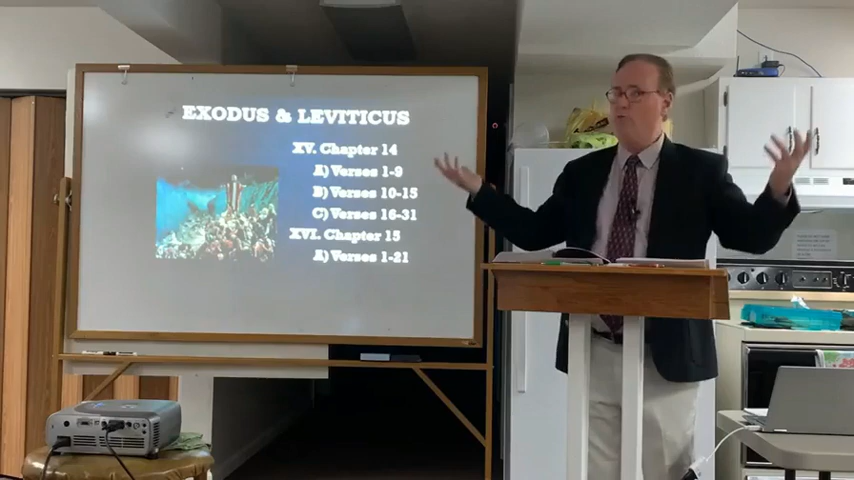 EXODUS & LEVITICUS
XV. Chapter 14
A) Verses 1-9
B) Verses 10-15
C) Verses 16-31
XVI. Chapter 15
A) Verses 1-21